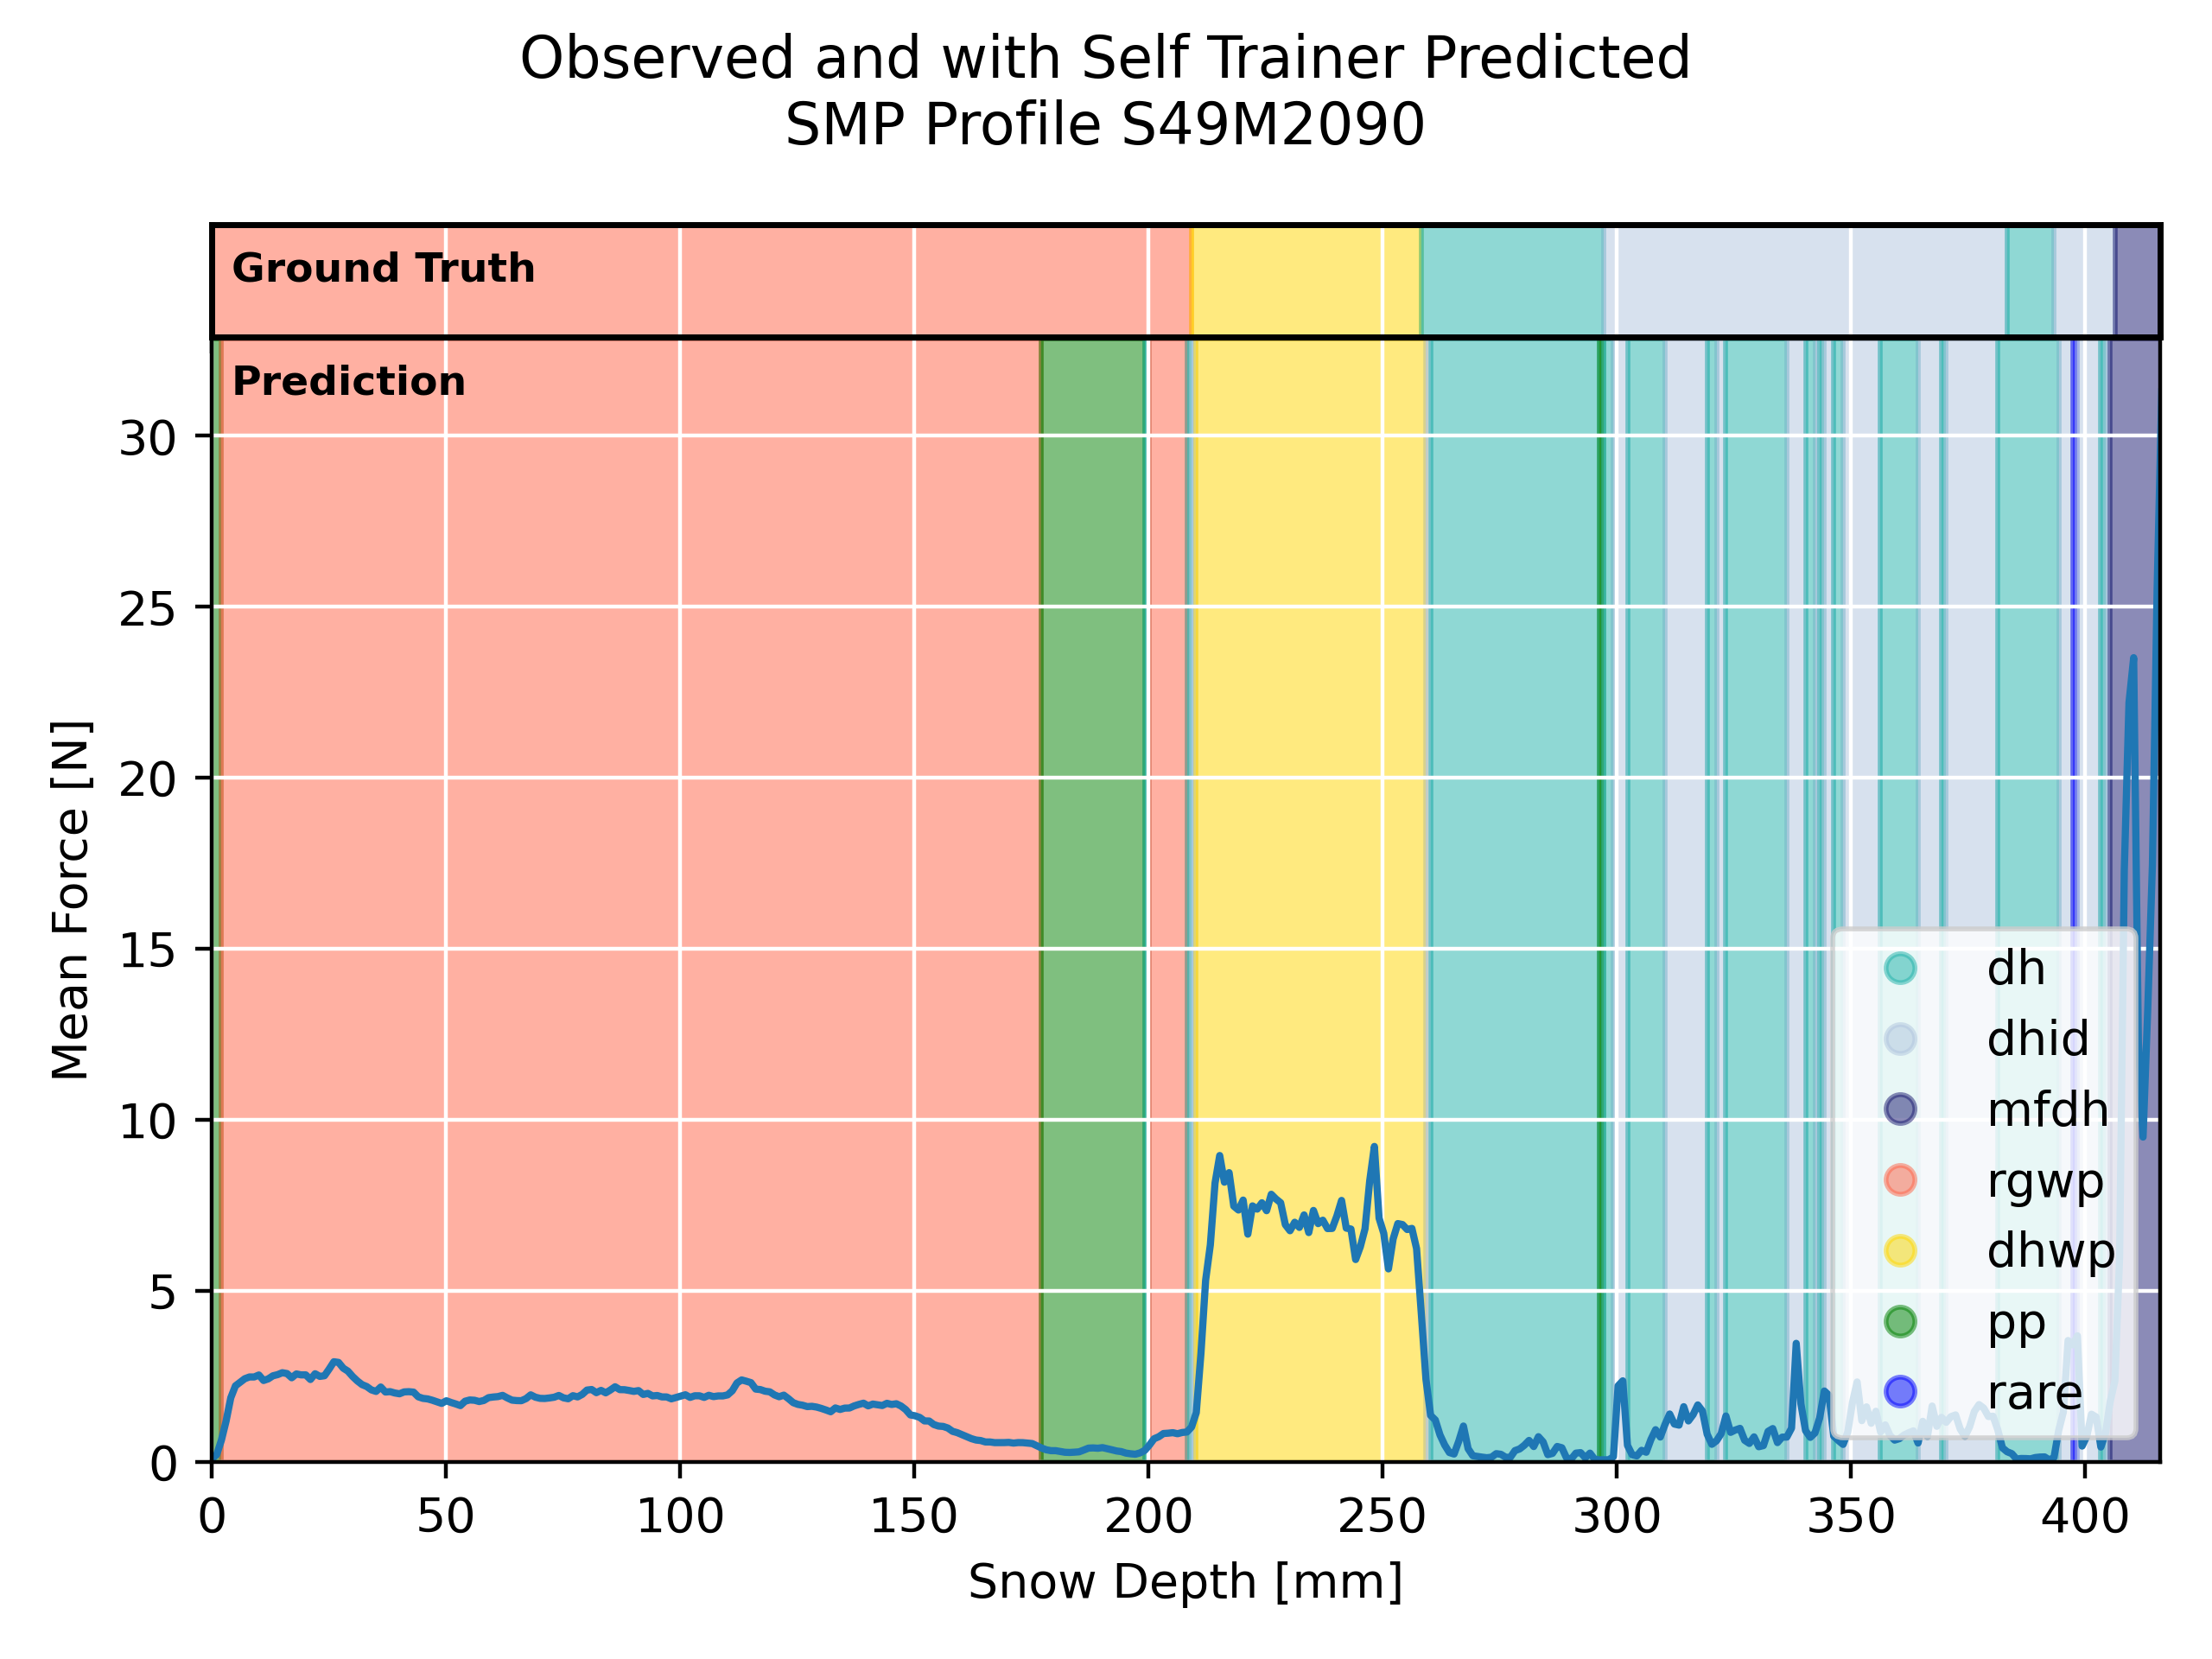 Observed and with Self Trainer Predicted
SMP Profile S49M2090
Ground Truth
Prediction
30
25
20
15
10
5
0
Mean Force [N]
dh
dhid
mfdh
rgwp
dhwp
pp
rare
0 50 100 150 200 250 300 350 400
Snow Depth [mm]